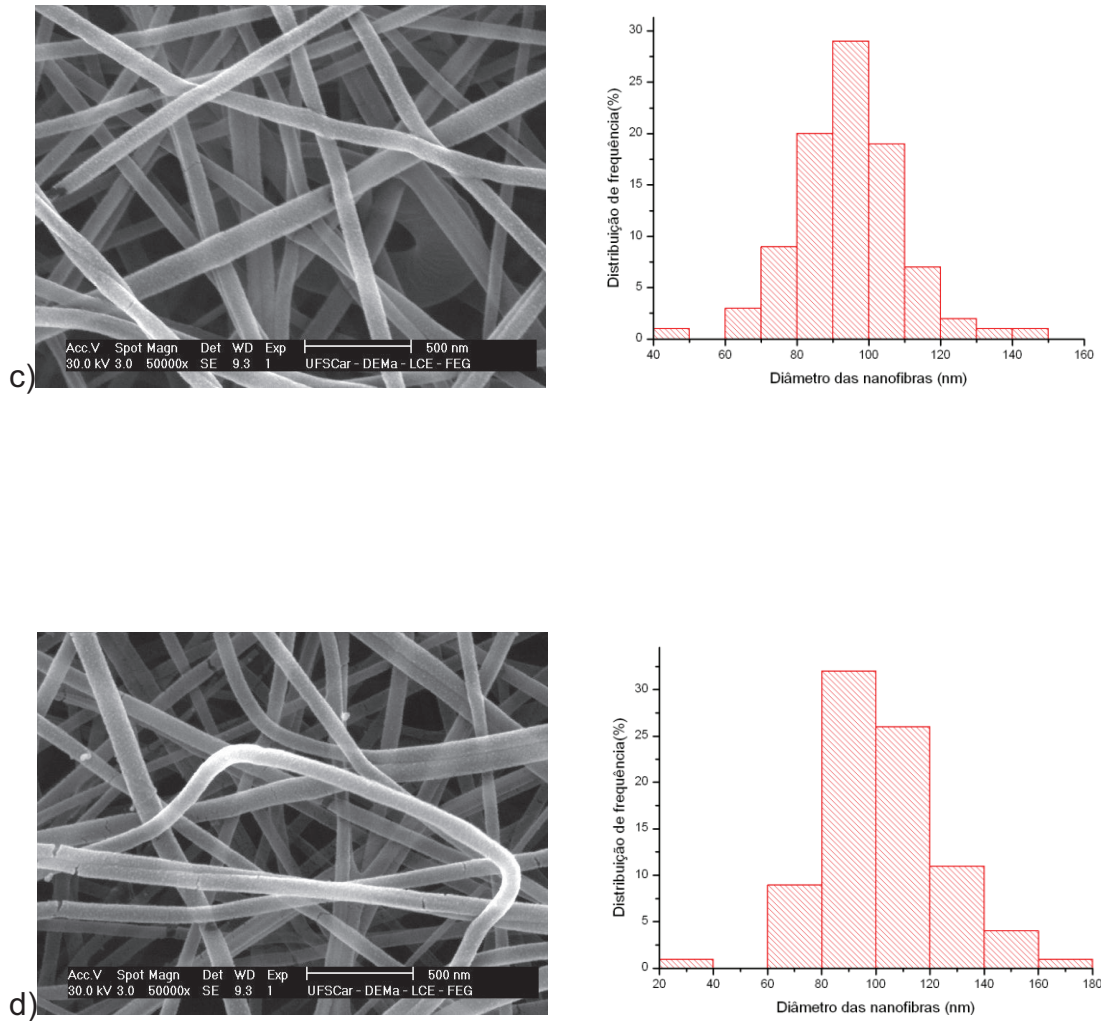 Acc.V Spot Magn Det WD Exp 500 nm
30.0 kV 3.0 50000x SE 9.3 1 UFSCar - DEMa - LCE - FEG
c)
Distribuição de frequência(%)
30
25
20
15
10
5
0
40 60 80 100 120 140 160
Diâmetro das nanofibras (nm)
Acc.V Spot Magn Det WD Exp 500 nm
30.0 kV 3.0 50000x SE 9.3 1 UFSCar - DEMa - LCE - FEG
d)
Distribuição de frequência(%)
30
25
20
15
10
5
0
20 40 60 80 100 120 140 160 180
Diâmetro das nanofibras (nm)